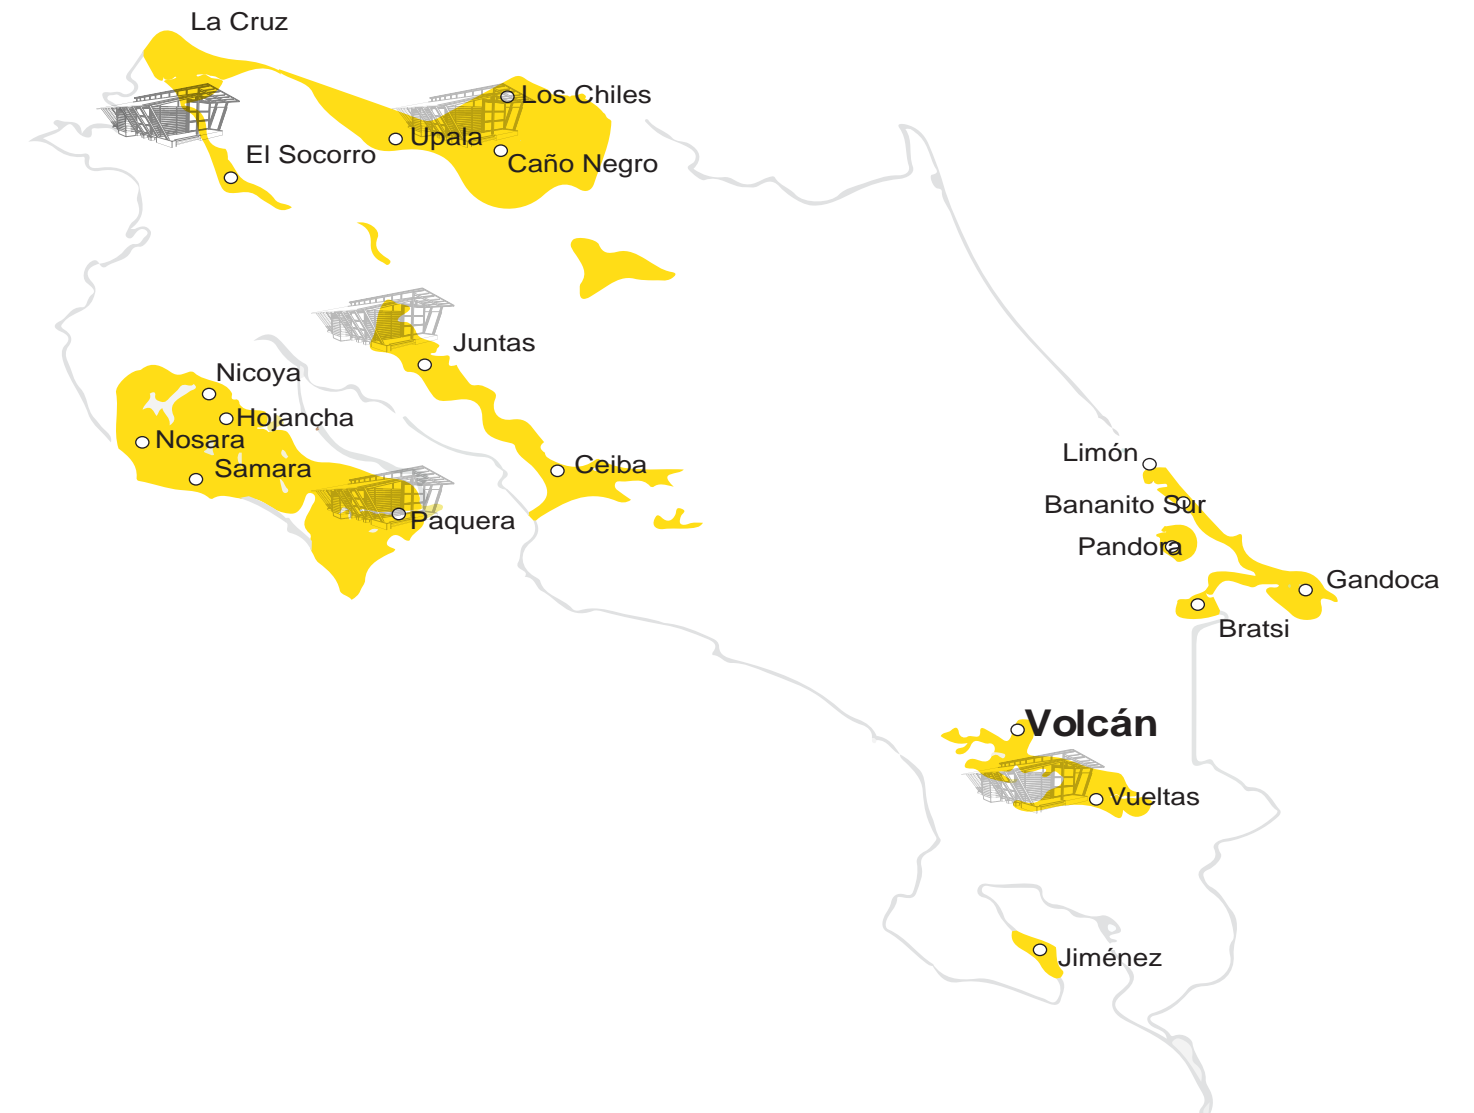 La Cruz
Los Chiles
Upala
El Socorro
Caño Negro
Juntas
Nicoya
Hojancha
Nosara
Samara
Ceiba
Paquera
Limón
Bananito Sur
Pandora
Gandoca
Bratsi
Volcán
Vueltas
Jiménez